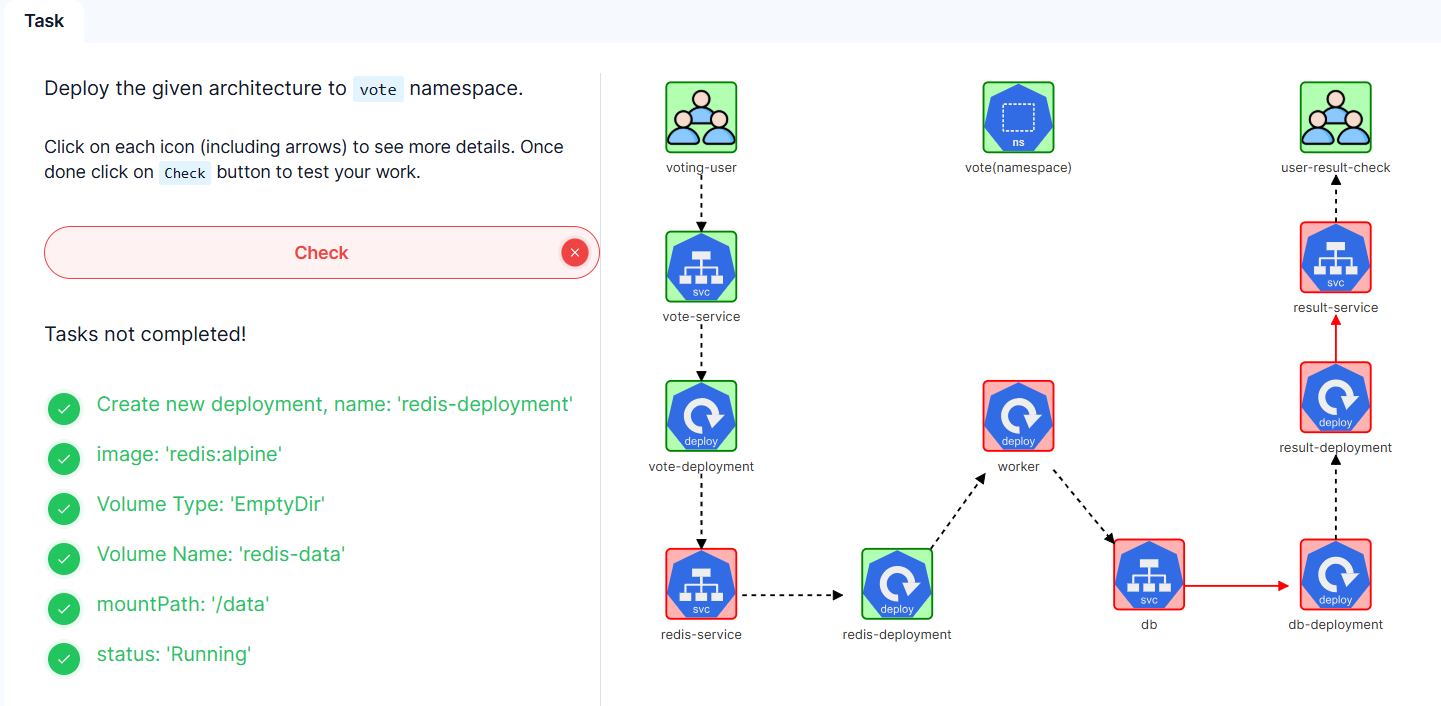 Task
Deploy the given architecture to vote namespace.
Click on each icon (including arrows) to see more details. Once
done click on Check button to test your work.
Check
Tasks not completed!
Create new deployment, name: 'redis-deployment'
image: 'redis:alpine'
Volume Type: 'EmptyDir'
Volume Name: 'redis-data'
mountPath: '/data'
status: 'Running'
voting-user
ns
vote(namespace)
user-result-check
svc
vote-service
svc
result-service
deploy
vote-deployment
deploy
worker
deploy
result-deployment
svc
redis-service
deploy
redis-deployment
svc
db
deploy
db-deployment